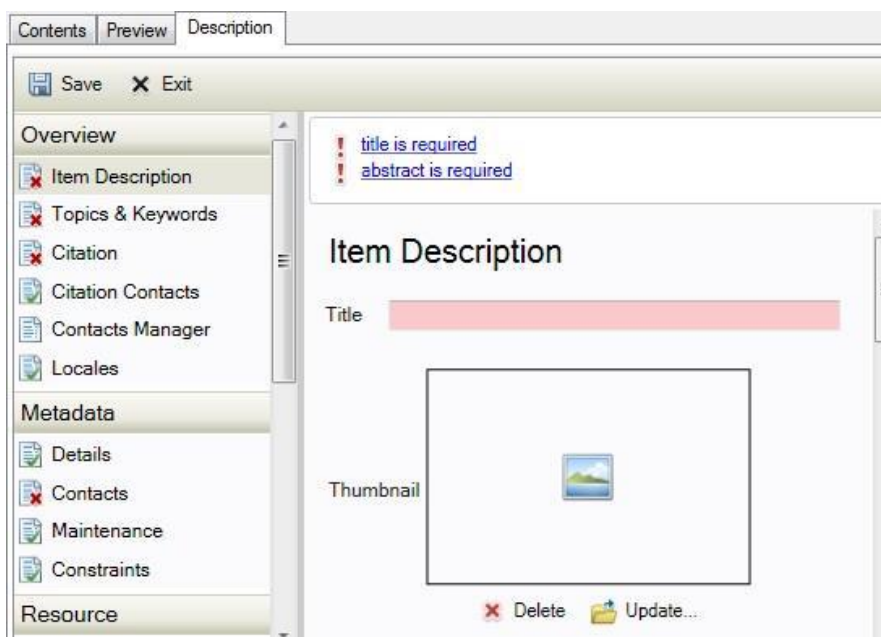 Contents Preview Description
Save Exit
Overview
Item Description
Topics & Keywords
Citation
Citation Contacts
Contacts Manager
Locales
Metadata
Details
Contacts
Maintenance
Constraints
Resource
title is required
abstract is required
Item Description
Title
Thumbnail
Delete Update...